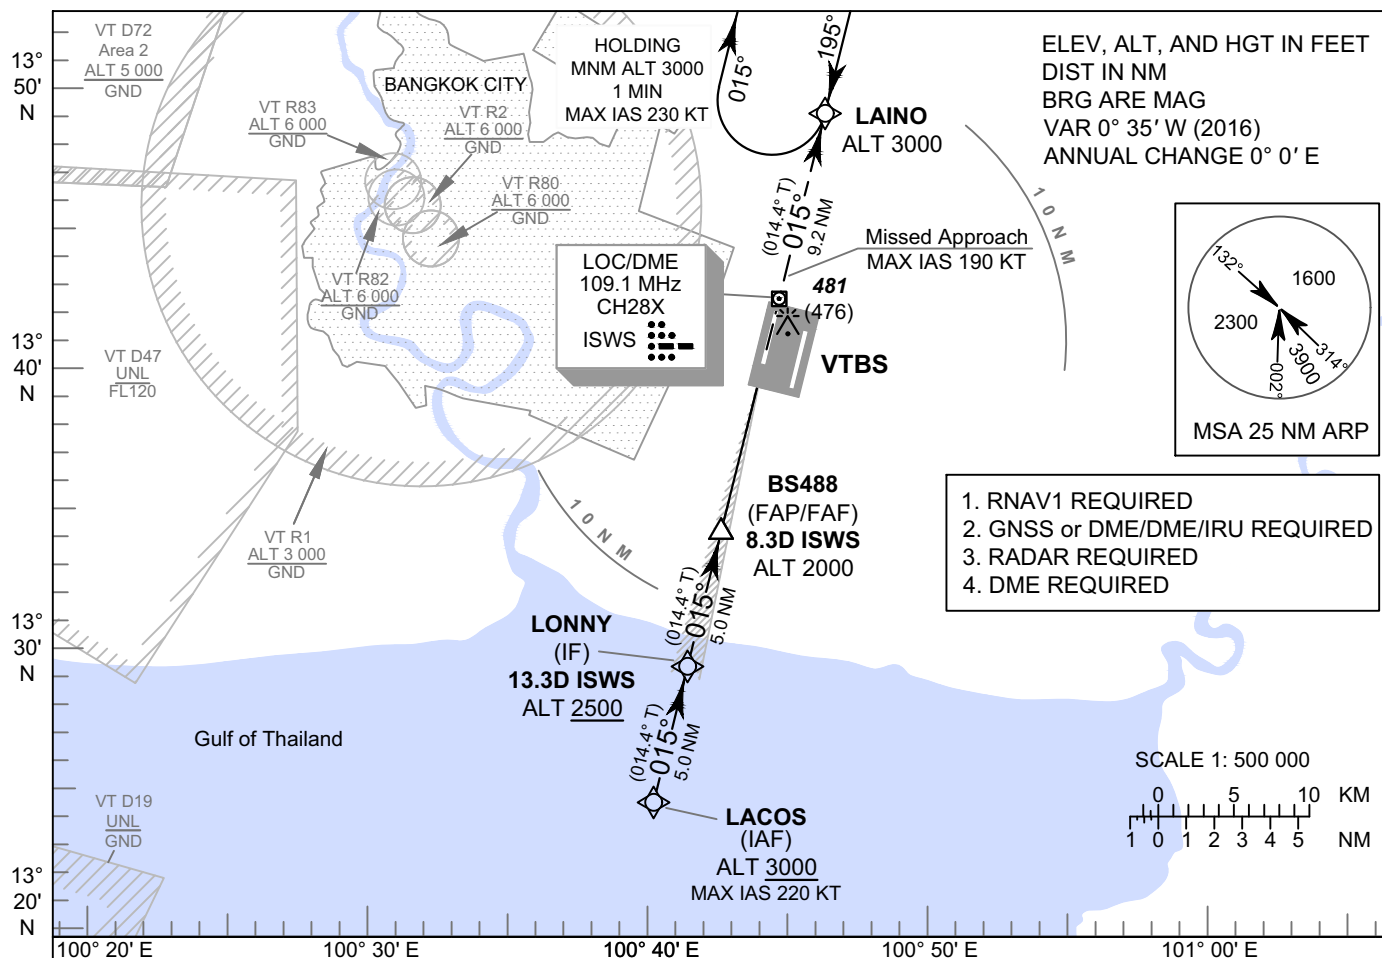 VT D72
Area 2
ALT 5 000
GND
13°
50'
N
HOLDING
MNM ALT 3000
1 MIN
MAX IAS 230 KT
BANGKOK CITY
VT R83
ALT 6 000
GND
VT R2
ALT 6 000
GND
VT R80
ALT 6 000
GND
VT R82
ALT 6 000
GND
015°
195°
LAINO
ALT 3000
ELEV, ALT, AND HGT IN FEET
DIST IN NM
BRG ARE MAG
VAR 0° 35' W (2016)
ANNUAL CHANGE 0° 0' E
10 NM
(014.4° T)
015°
9.2 NM
Missed Approach
MAX IAS 190 KT
LOC/DME
109.1 MHz
CH28X
ISWS
481
(476)
VTBS
132°
1600
2300
314°
3900
002°
MSA 25 NM ARP
13°
40'
N
VT D47
UNL
FL120
VT R1
ALT 3 000
GND
10 NM
BS488
(FAP/FAF)
8.3D ISWS
ALT 2000
1. RNAV1 REQUIRED
2. GNSS or DME/DME/IRU REQUIRED
3. RADAR REQUIRED
4. DME REQUIRED
(014.4° T)
015°
5.0 NM
13°
30'
N
LONNY
(IF)
13.3D ISWS
ALT 2500
(014.4° T)
015°
5.0 NM
Gulf of Thailand
LACOS
(IAF)
ALT 3000
MAX IAS 220 KT
VT D19
UNL
GND
SCALE 1: 500 000
0 5 10 KM
1 0 1 2 3 4 5 NM
13°
20'
N
100° 20' E 100° 30' E 100° 40' E 100° 50' E 101° 00' E